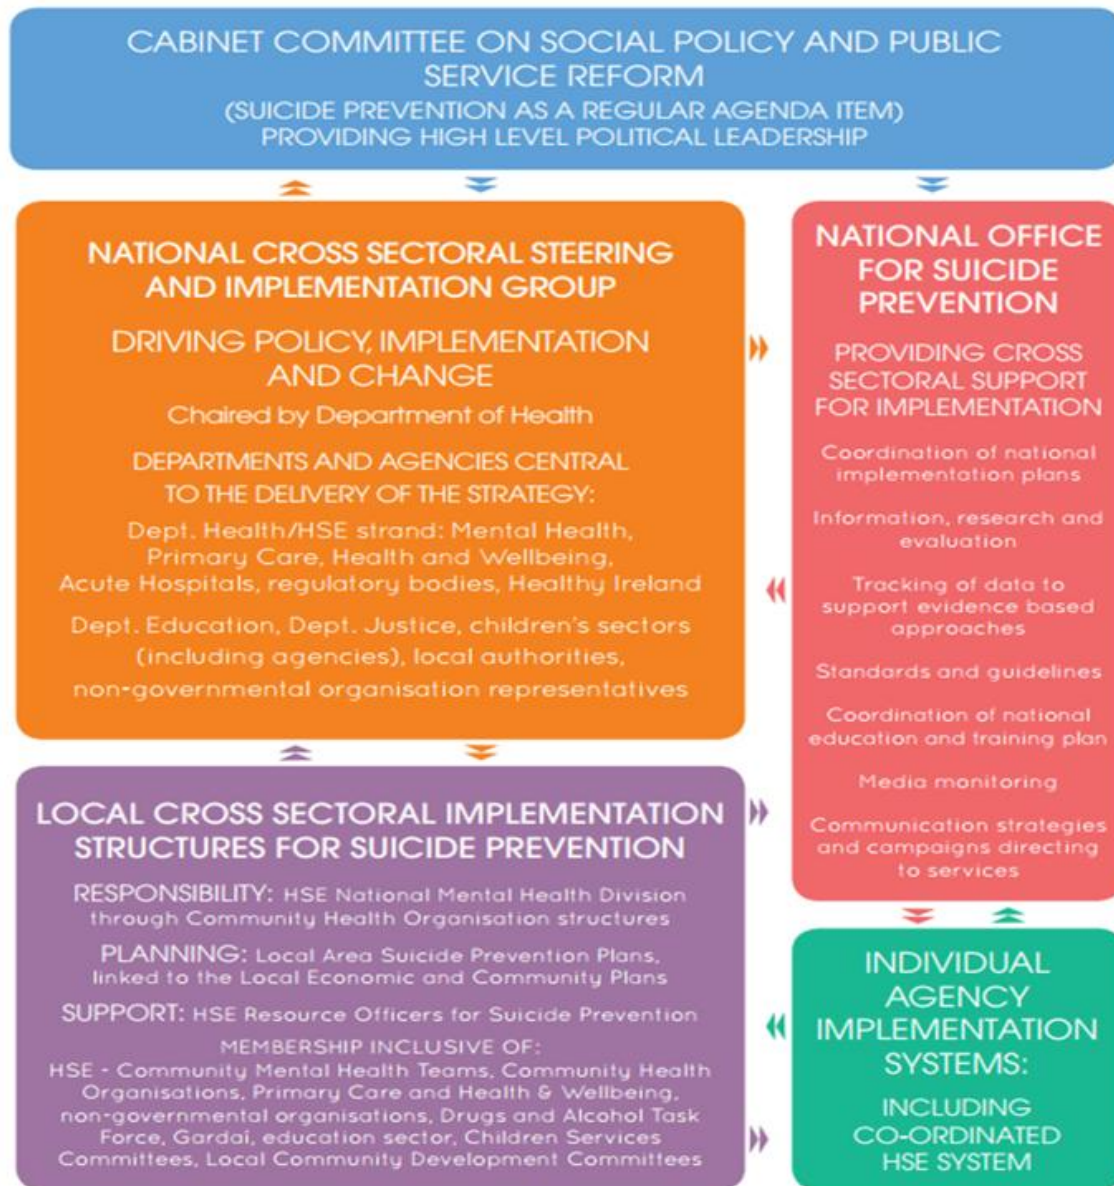 CABINET COMMITTEE ON SOCIAL POLICY AND PUBLIC
SERVICE REFORM
(SUICIDE PREVENTION AS A REGULAR AGENDA ITEM)
PROVIDING HIGH LEVEL POLITICAL LEADERSHIP
NATIONAL CROSS SECTORAL STEERING
AND IMPLEMENTATION GROUP
DRIVING POLICY, IMPLEMENTATION
AND CHANGE
Chaired by Department of Health
DEPARTMENTS AND AGENCIES CENTRAL
TO THE DELIVERY OF THE STRATEGY:
Dept. Health/HSE strand: Mental Health,
Primary Care, Health and Wellbeing,
Acute Hospitals, regulatory bodies, Healthy Ireland
Dept. Education, Dept. Justice, children's sectors
(including agencies), local authorities,
non-governmental organisation representatives
NATIONAL OFFICE
FOR SUICIDE
PREVENTION
PROVIDING CROSS
SECTORAL SUPPORT
FOR IMPLEMENTATION
Coordination of national
implementation plans
Information, research and
evaluation
Tracking of data to
support evidence based
approaches
Standards and guidelines
Coordination of national
education and training plan
Media monitoring
Communication strategies
and campaigns directing
to services
LOCAL CROSS SECTORAL IMPLEMENTATION
STRUCTURES FOR SUICIDE PREVENTION
RESPONSIBILITY: HSE National Mental Health Division
through Community Health Organisation structures
PLANNING: Local Area Suicide Prevention Plans,
linked to the Local Economic and Community Plans
SUPPORT: HSE Resource Officers for Suicide Prevention
MEMBERSHIP INCLUSIVE OF:
HSE - Community Mental Health Teams, Community Health
Organisations, Primary Care and Health & Wellbeing,
non-governmental organisations, Drugs and Alcohol Task
Force, Gardaí, education sector, Children Services
Committees, Local Community Development Committees
INDIVIDUAL
AGENCY
IMPLEMENTATION
SYSTEMS:
INCLUDING
CO-ORDINATED
HSE SYSTEM